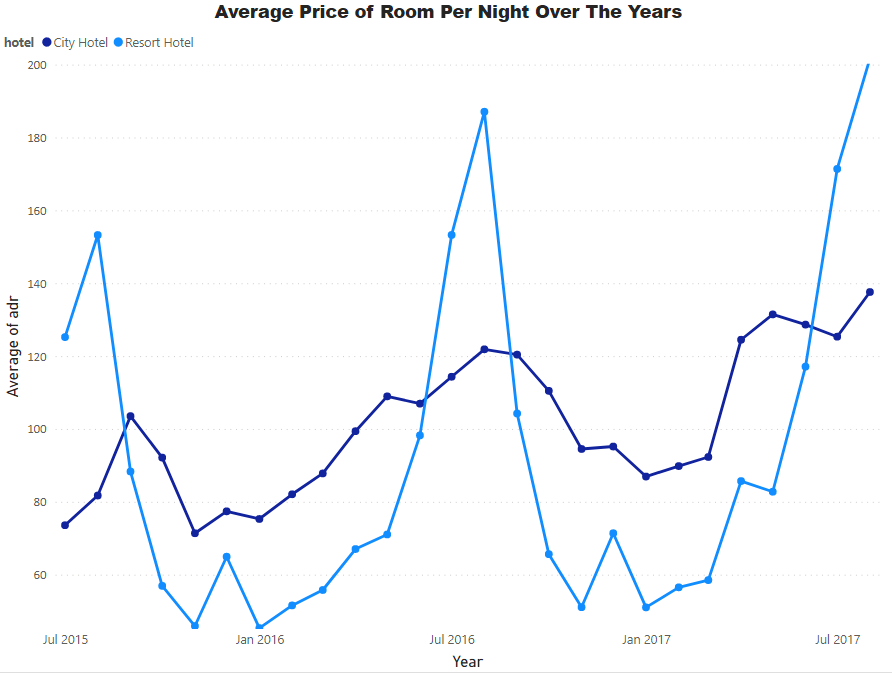 Average Price of Room Per Night Over The Years
hotel City Hotel Resort Hotel
200
180
160
140
120
100
80
60
Average of adr
Jul 2015 Jan 2016 Jul 2016 Jan 2017 Jul 2017
Year